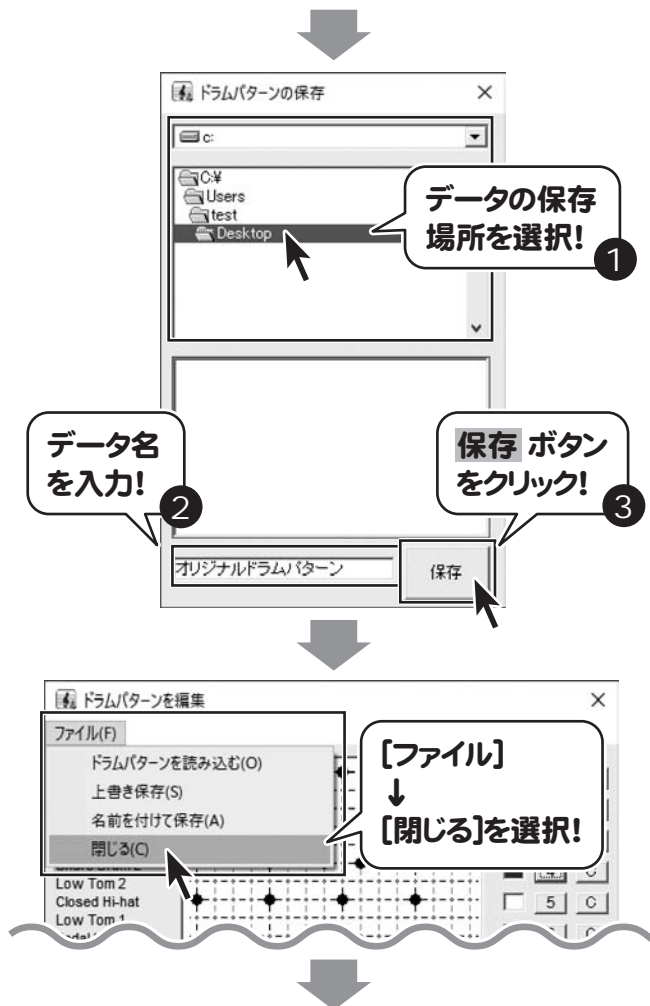 ドラムパターンの保存
c:
C:¥
Users
test
Desktop
データの保存
場所を選択!
1
データ名
を入力!
2
保存 ボタン
をクリック!
3
オリジナルドラムパターン
保存
ドラムパターンを編集
ファイル(F)
ドラムパターンを読み込む(O)
上書き保存(S)
名前を付けて保存(A)
閉じる(C)
[ファイル]
↓
[閉じる]を選択!
4 C
Low Tom 2
Closed Hi-hat
5 C
Low Tom 1